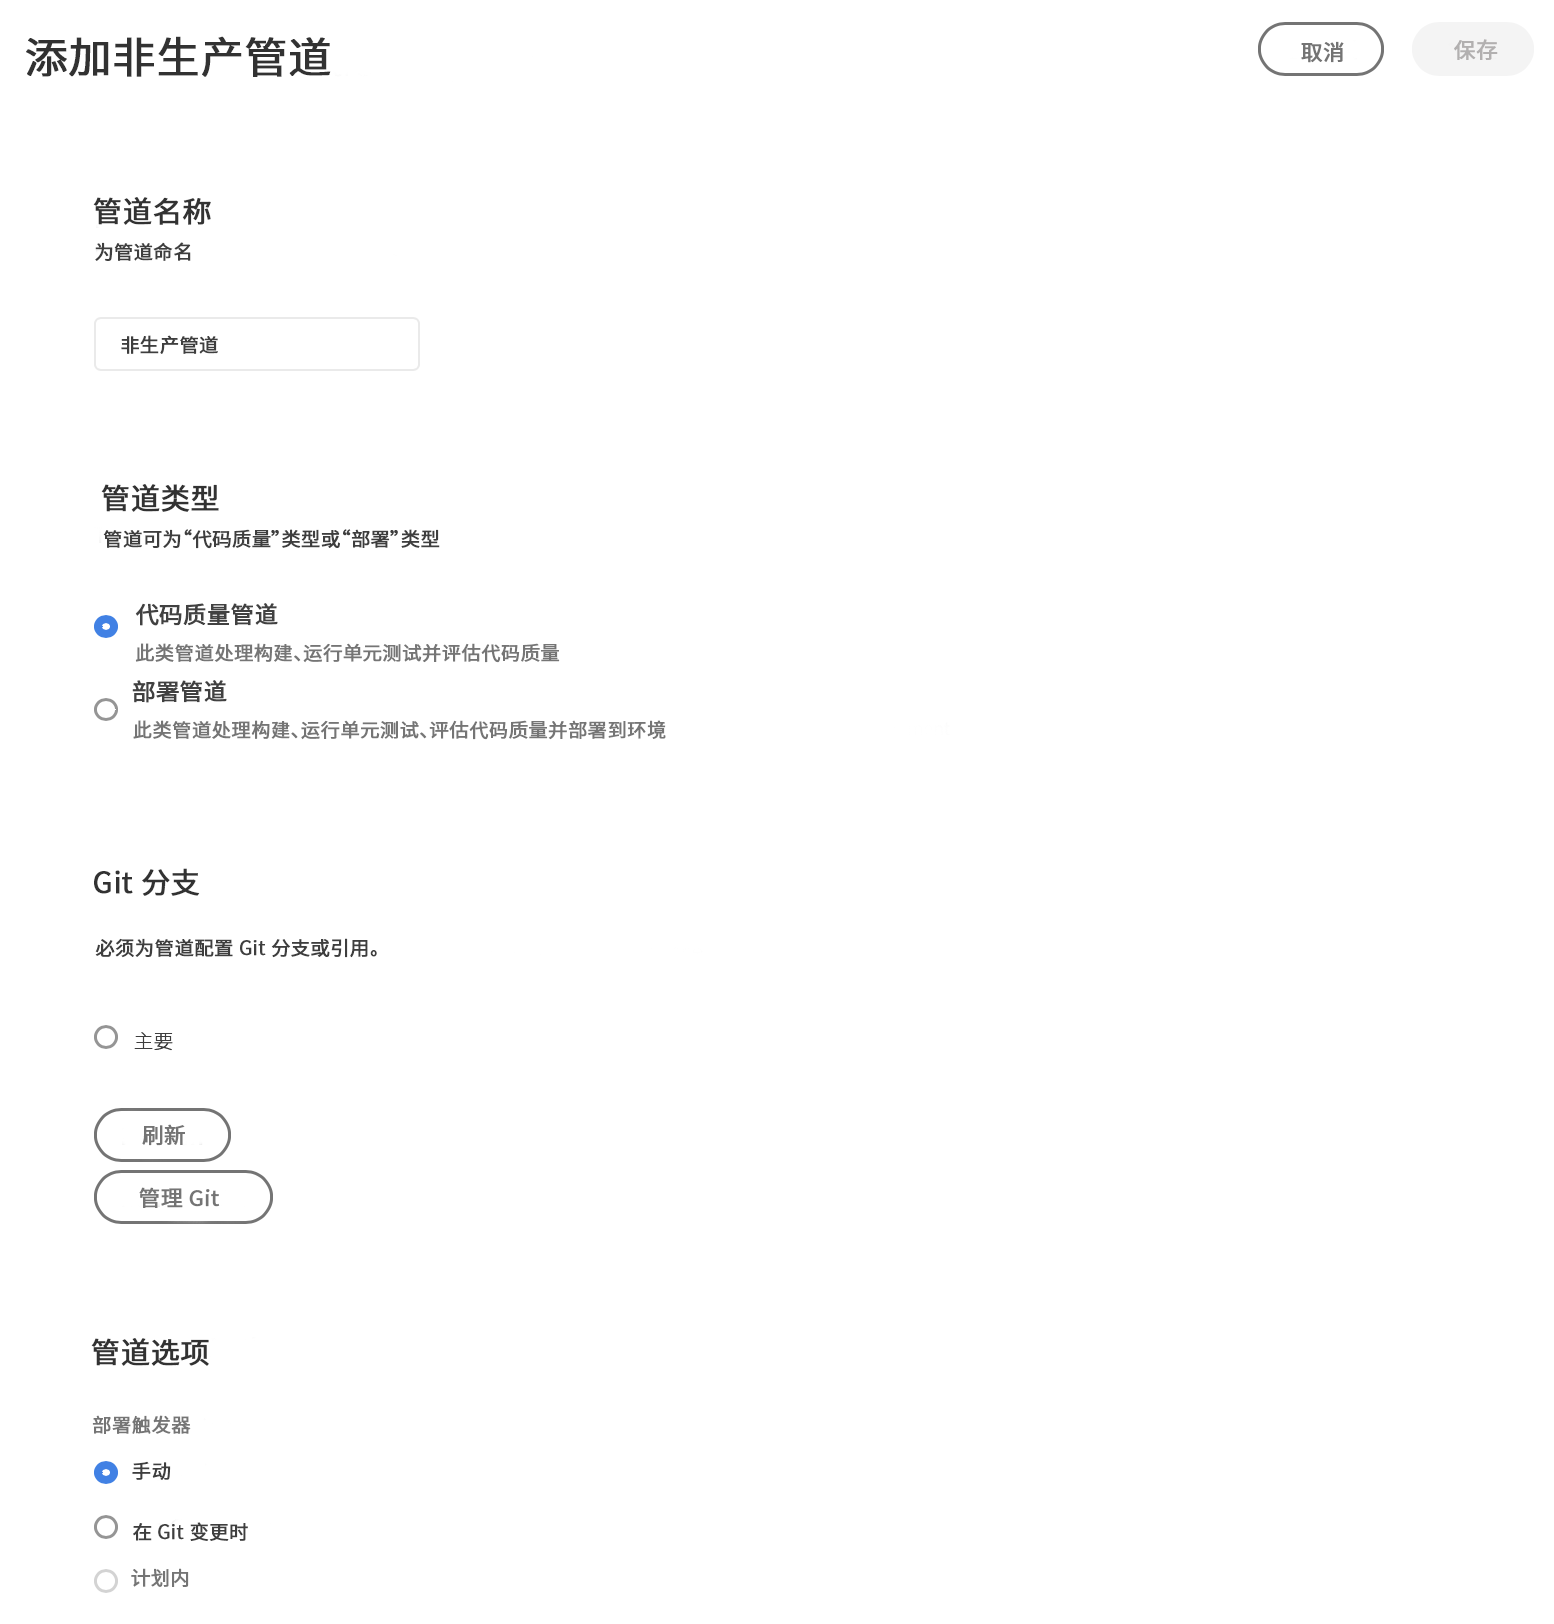 添加非生产管道
取消
保存
管道名称
为管道命名
非生产管道
管道类型
管道可为“代码质量”类型或“部署”类型
代码质量管道
此类管道处理构建、运行单元测试并评估代码质量
部署管道
此类管道处理构建、运行单元测试、评估代码质量并部署到环境
Git 分支
必须为管道配置 Git 分支或引用。
主要
刷新
管理 Git
管道选项
部署触发器
手动
在 Git 变更时
计划内